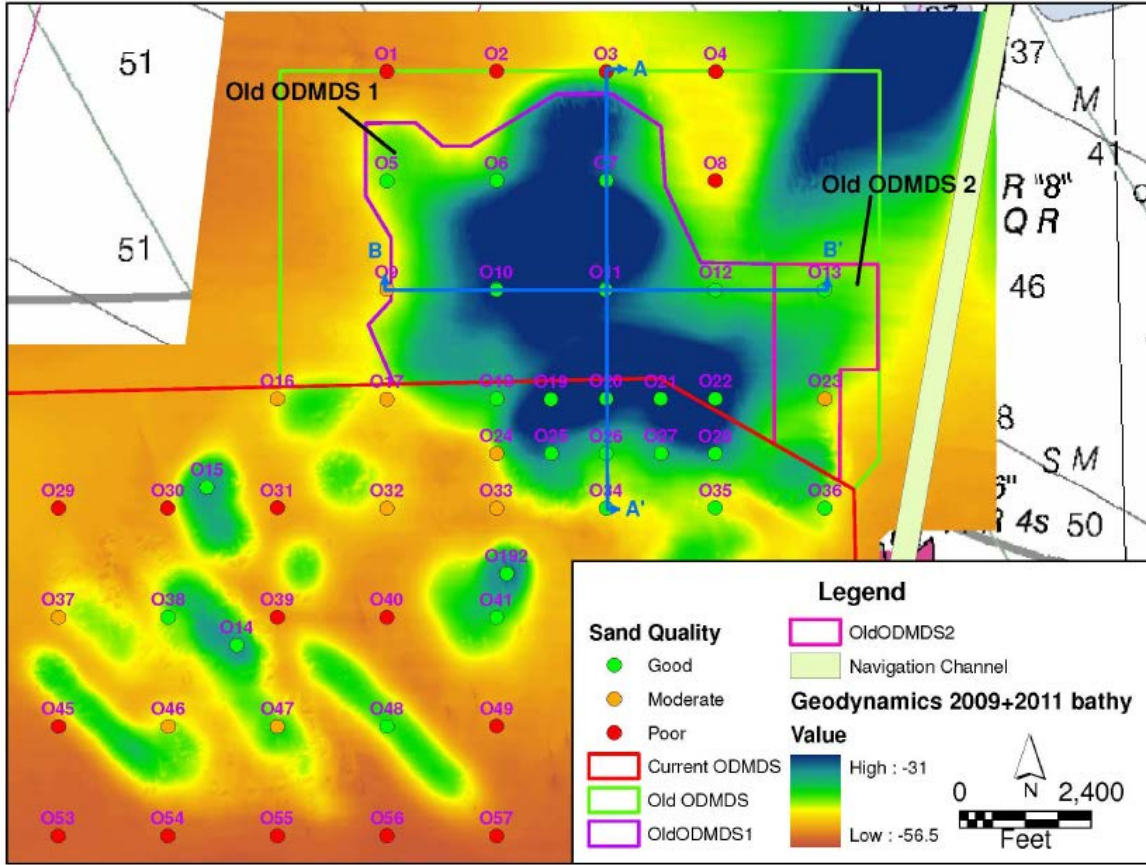 37
51
O1 O2 O3 O4
A
M
Old ODMDS 1
41
O5 O6 O7 O8
Old ODMDS 2
R "8"
Q R
51
B
B'
O9 O10 O11 O12 O13
46
O16 O17 O18 O19 O20 O21 O22 O23
8
O24 O25 O26 O27 O28
S M
O15
O29 O30 O31 O32 O33 O34 O35 O36
A'
4s 50
O192
O37 O38 O39 O40 O41
O14
O45 O46 O47 O48 O49
O53 O54 O55 O56 O57
Legend
Sand Quality
Good
Moderate
Poor
Current ODMDS
Old ODMDS
OldODMDS1
OldODMDS2
Navigation Channel
Geodynamics 2009+2011 bathy
Value
High : -31
Low : -56.5
N
0 2,400
Feet